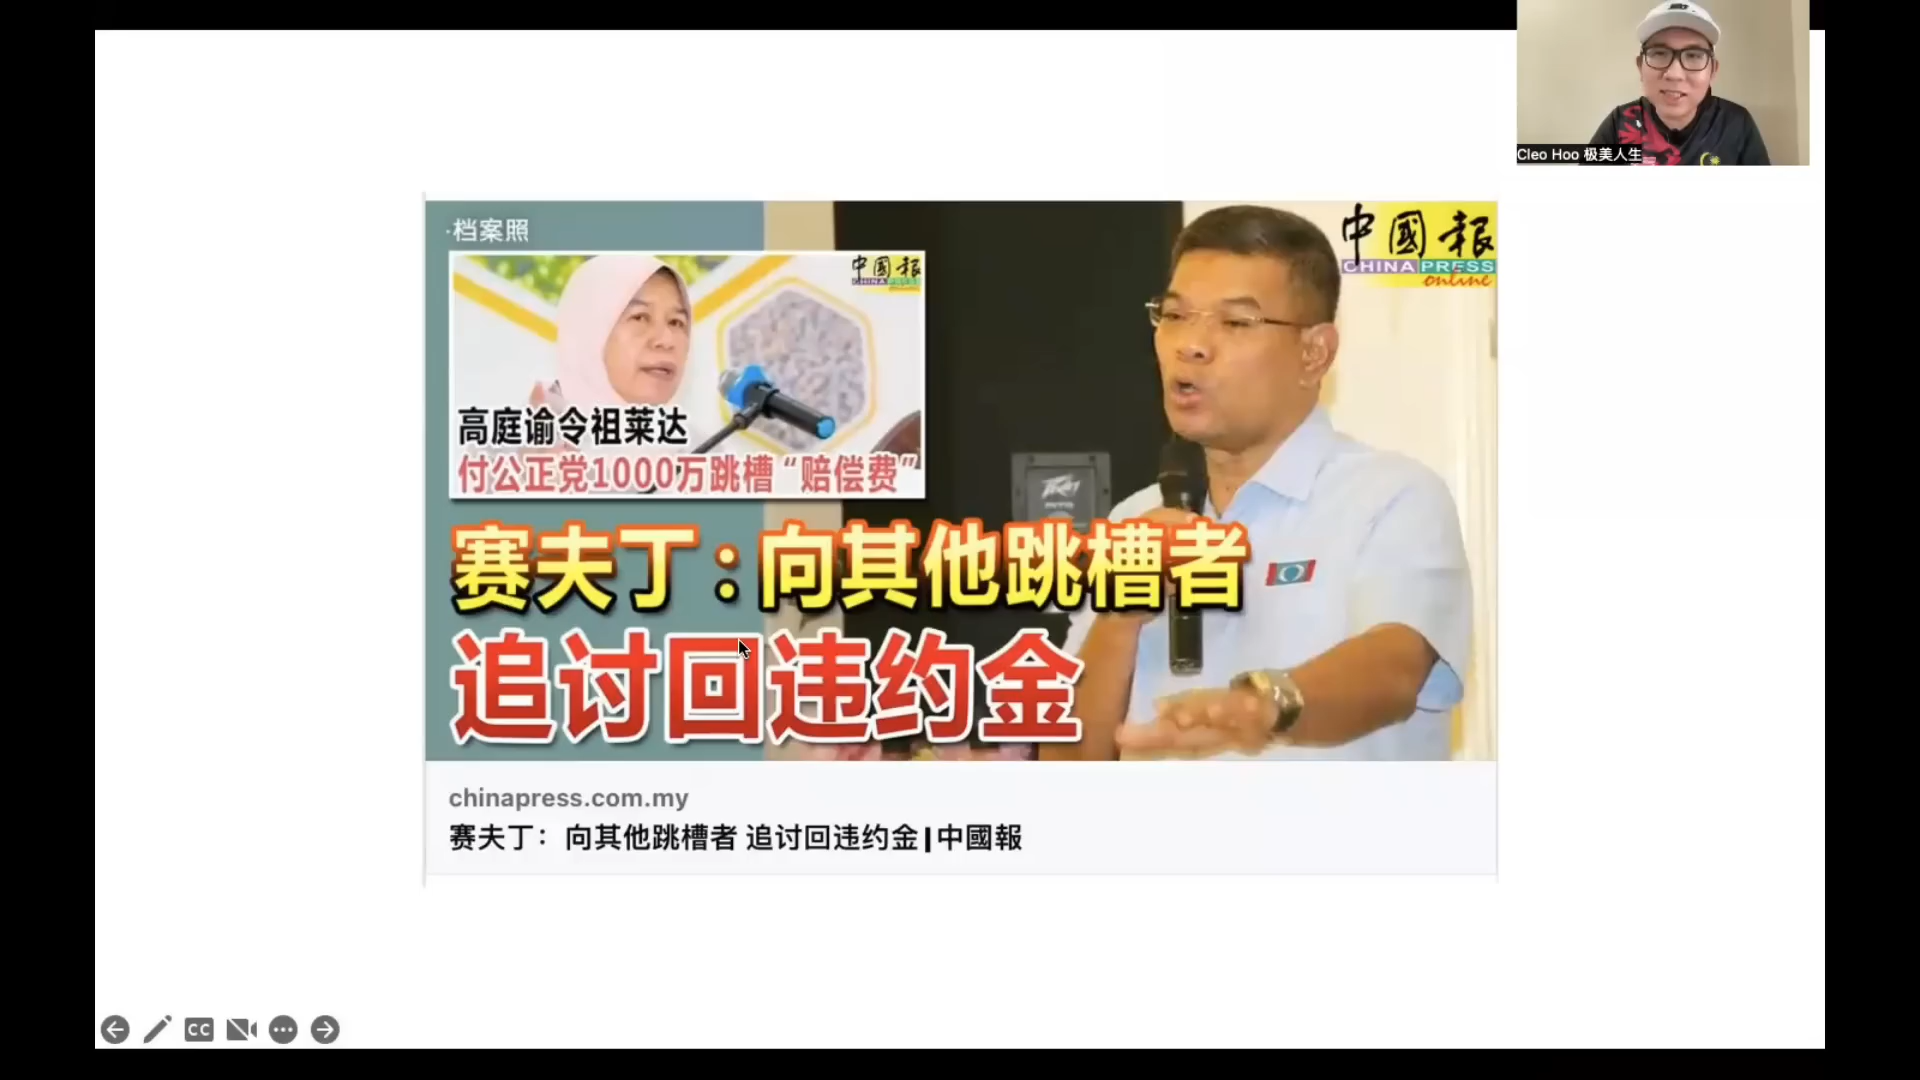 Cleo Hoo 极美人生
·档案照
中國報
CHINA PRESS
online
中國報
CHINA PRESS
高庭谕令祖莱达
付公正党1000万跳槽“赔偿费”
赛夫丁:向其他跳槽者
追讨回违约金
chinapress.com.my
赛夫丁：向其他跳槽者 追讨回违约金|中國報
CC